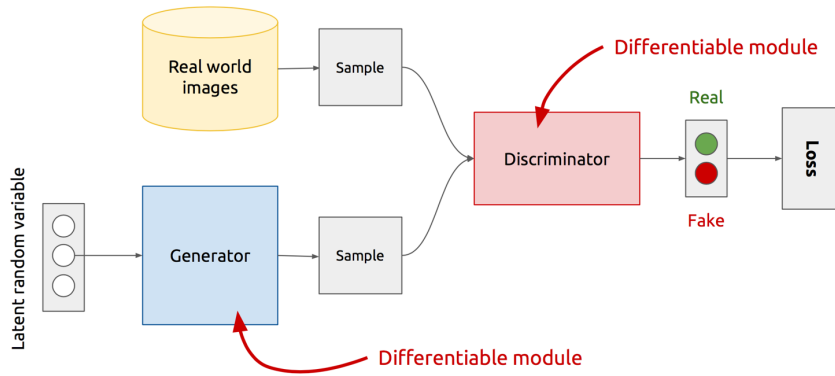 Differentiable module
Real world
images
Sample
Real
Discriminator
Loss
Fake
Latent random variable
Generator
Sample
Differentiable module